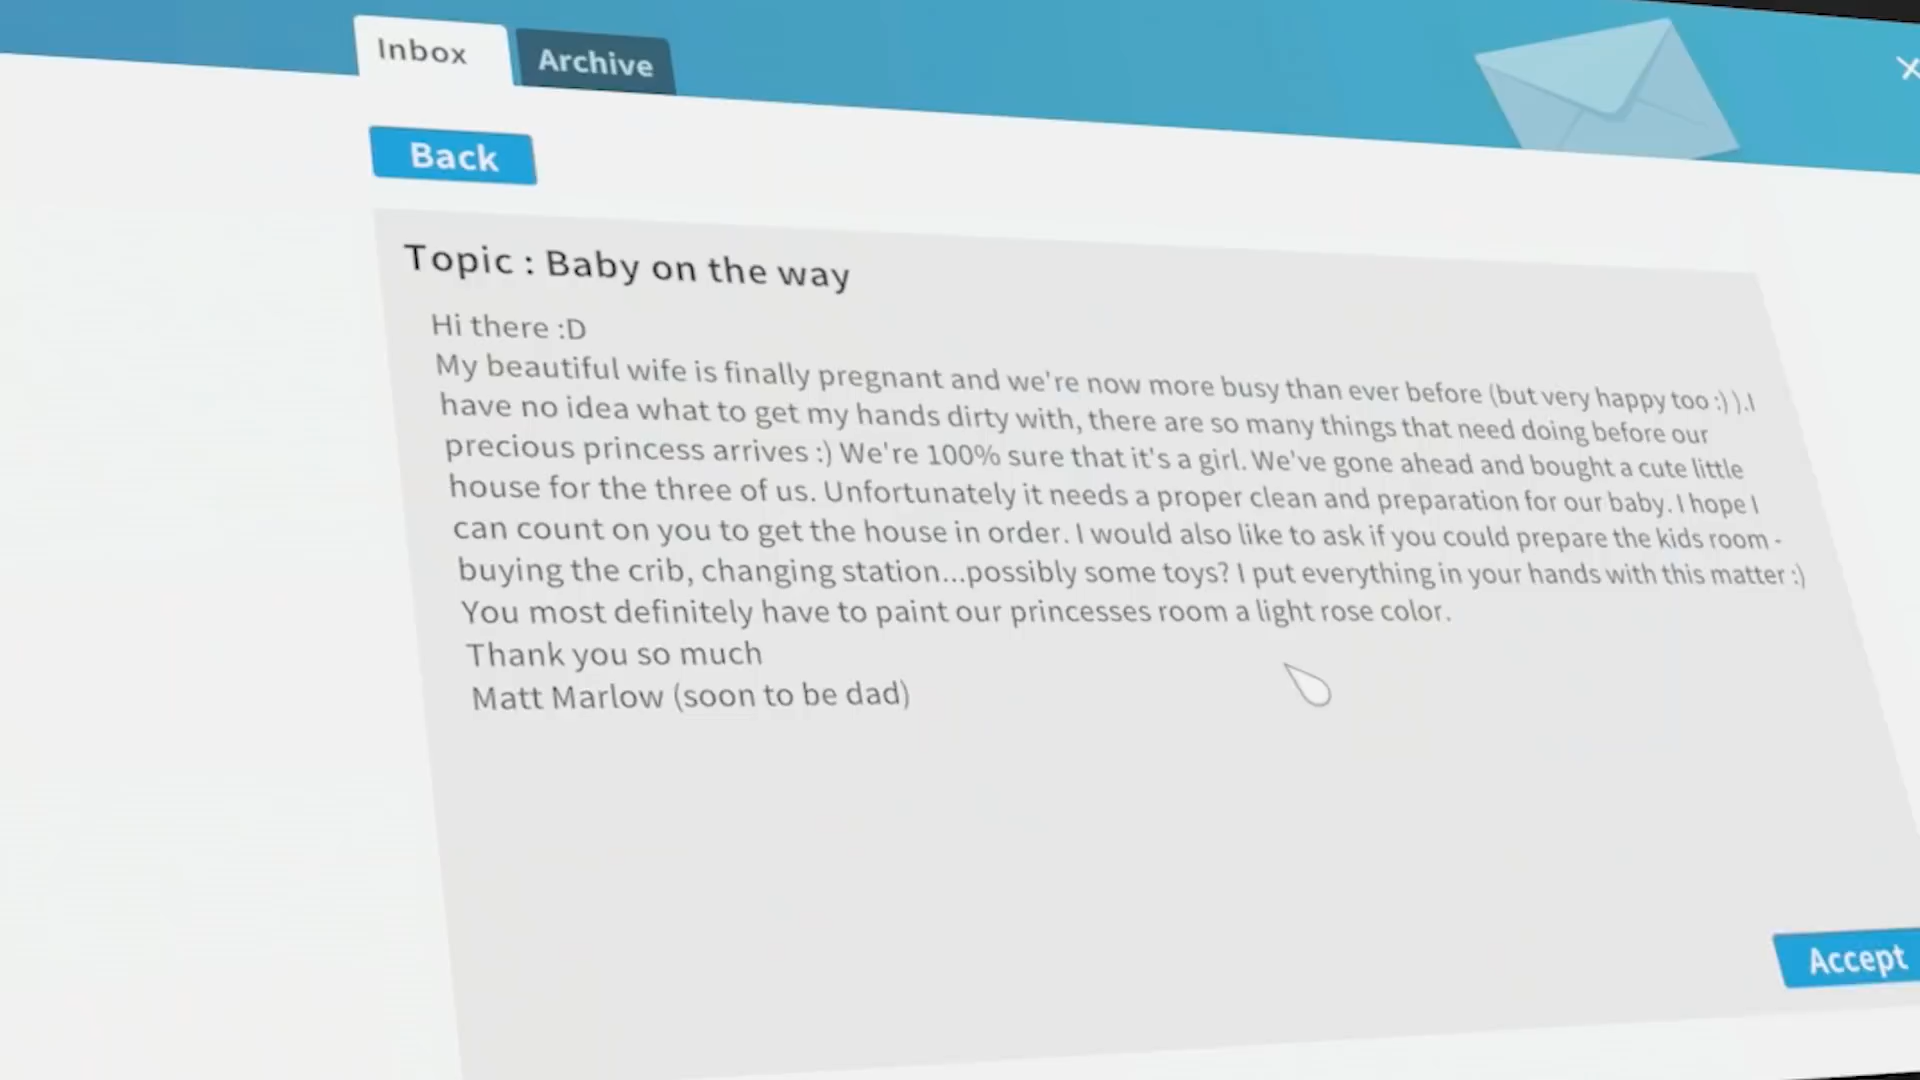 Inbox
Archive
Back
Topic : Baby on the way
Hi there :D
My beautiful wife is finally pregnant and we're now more busy than ever before (but very happy too :) ).I
have no idea what to get my hands dirty with, there are so many things that need doing before our
precious princess arrives :) We're 100% sure that it's a girl. We've gone ahead and bought a cute little
house for the three of us. Unfortunately it needs a proper clean and preparation for our baby. I hope I
can count on you to get the house in order. I would also like to ask if you could prepare the kids room -
buying the crib, changing station...possibly some toys? I put everything in your hands with this matter :)
You most definitely have to paint our princesses room a light rose color.
Thank you so much
Matt Marlow (soon to be dad)
Accept